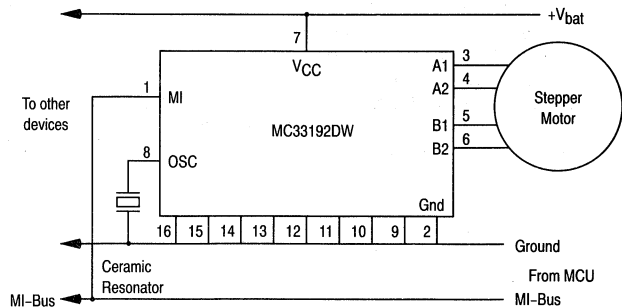 +Vbat
7
VCC
A1 3
A2 4
1
MI
To other
devices
MC33192DW
Stepper
Motor
B1 5
B2 6
8
OSC
Gnd
16 15 14 13 12 11 10 9 2
Ground
Ceramic
Resonator
From MCU
MI–Bus
MI–Bus